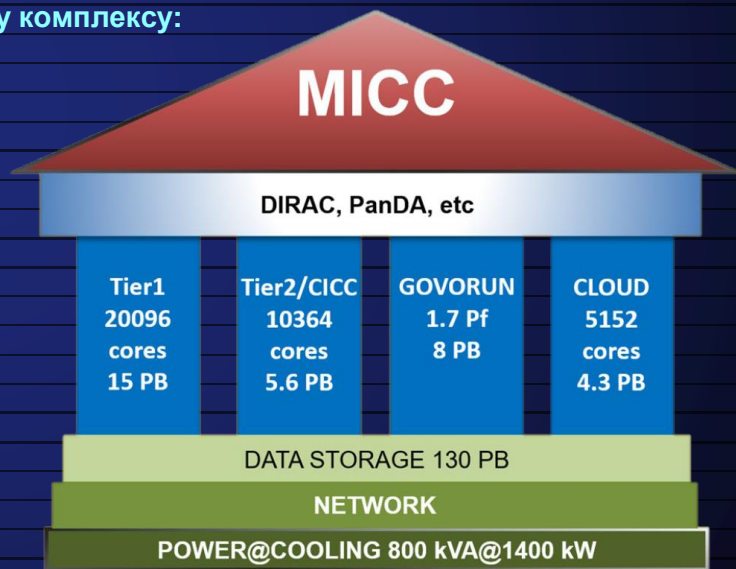 у комплексу:
MICC
DIRAC, PanDA, etc
Tier1
20096
cores
15 PB
Tier2/CICC
10364
cores
5.6 PB
GOVORUN
1.7 Pf
8 PB
CLOUD
5152
cores
4.3 PB
DATA STORAGE 130 PB
NETWORK
POWER@COOLING 800 kVA@1400 kW